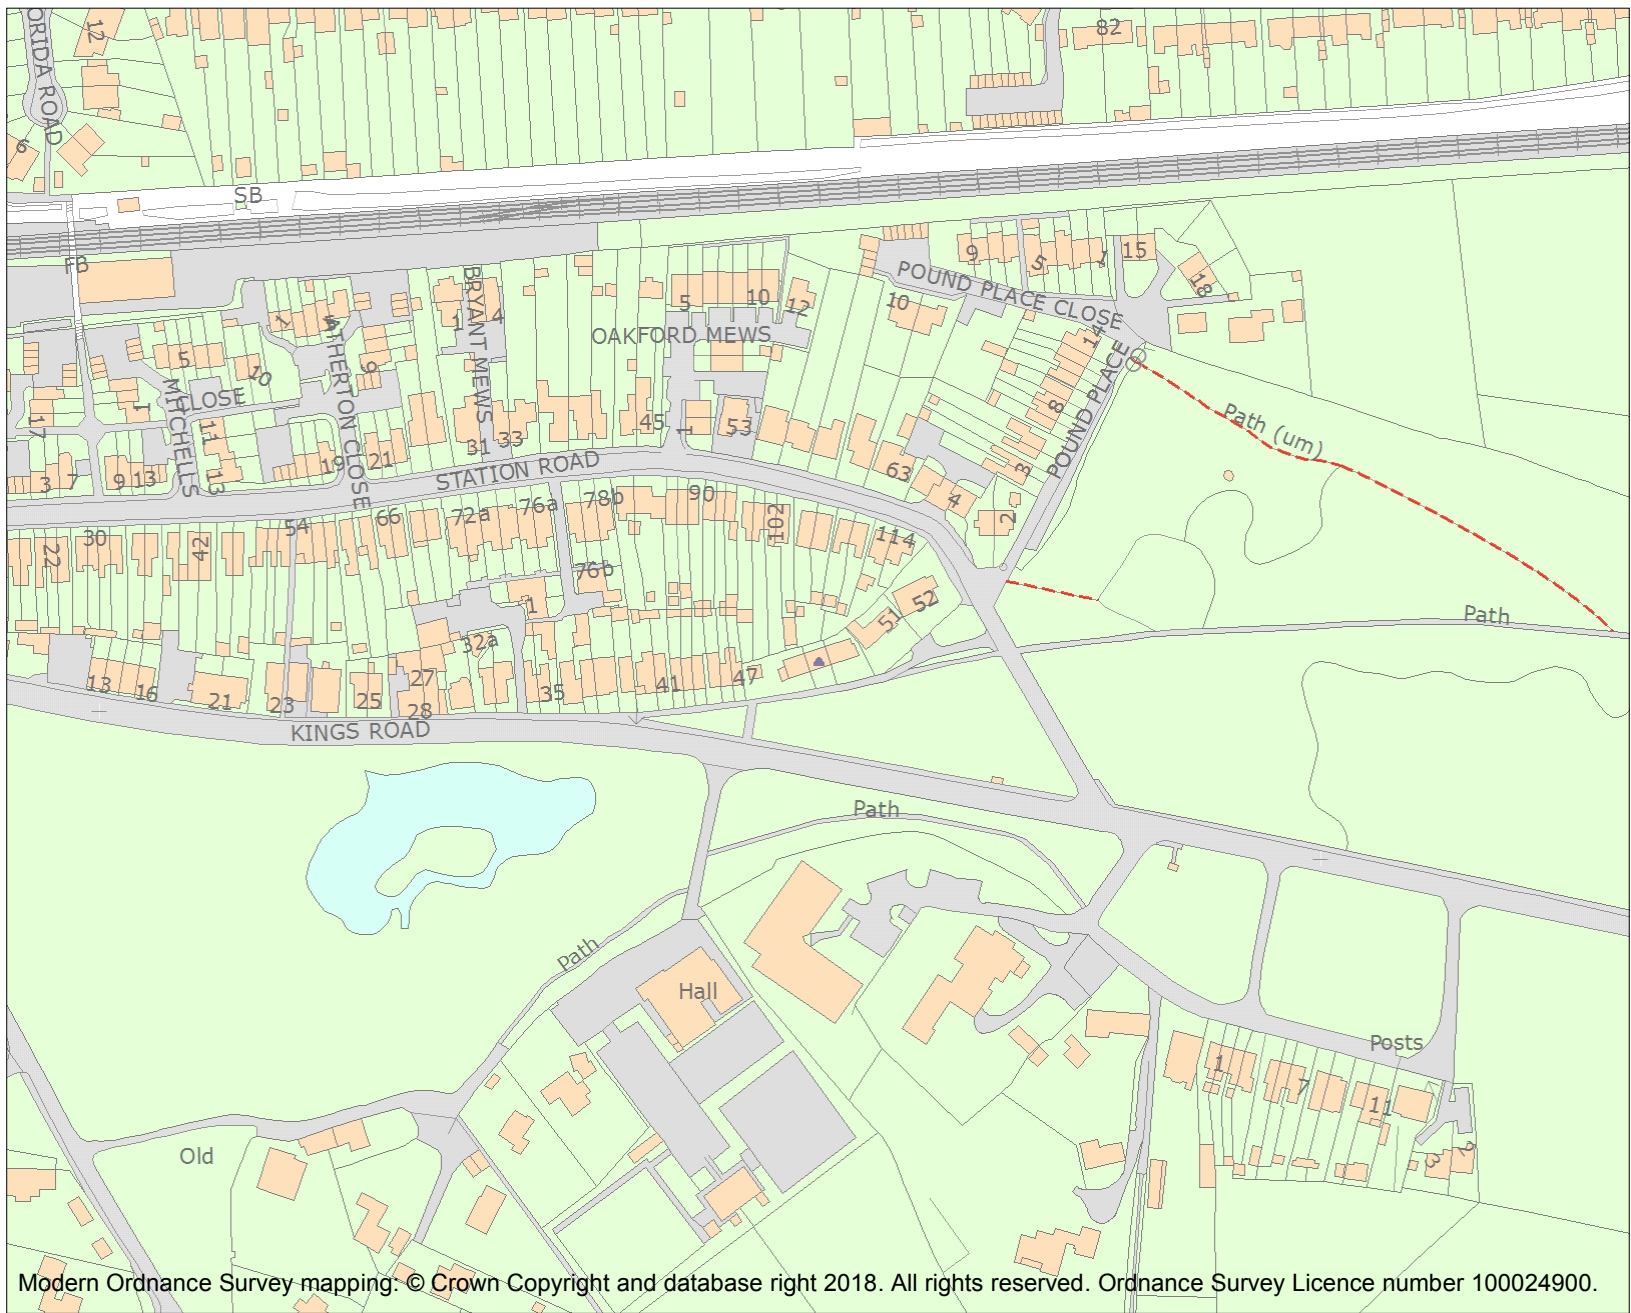 ORIDA ROAD
12
82
6
SB
FB
9
5
1
15
18
POUND PLACE CLOSE
10
14
BRYANT MEWS
1
4
5
10
12
OAKFORD MEWS
1
4
ATHERTON CLOSE
9
5
10
MITCHELLS
CLOSE
1
17
11
13
3
7
9
13
19
21
31
33
45
1
53
63
4
2
3
8
POUND PLACE
Path (um)
STATION ROAD
22
30
42
54
66
72a
76a
78b
90
102
114
76b
1
32a
51
52
Path
13
16
21
23
25
27
28
35
41
47
KINGS ROAD
Path
Path
Hall
Posts
1
7
11
3
2
Old
Modern Ordnance Survey mapping: © Crown Copyright and database right 2018. All rights reserved. Ordnance Survey Licence number 100024900.